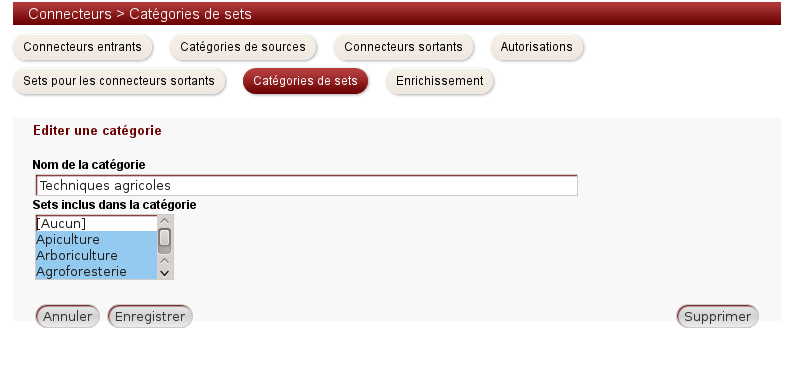 Connecteurs > Catégories de sets
Connecteurs entrants Catégories de sources Connecteurs sortants Autorisations
Sets pour les connecteurs sortants Catégories de sets Enrichissement
Editer une catégorie
Nom de la catégorie
Techniques agricoles
Sets inclus dans la catégorie
[Aucun]
Apiculture
Arboriculture
Agroforesterie
Annuler Enregistrer Supprimer